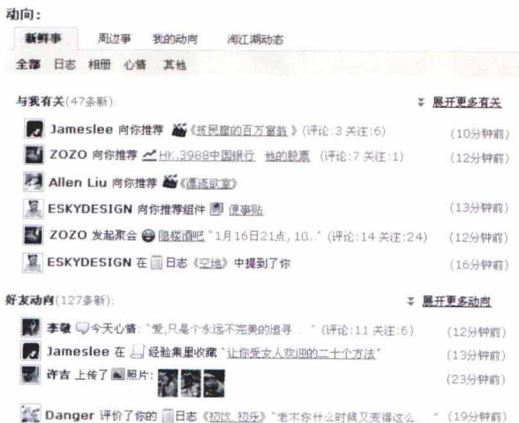 动向：
新鲜事 周边事 我的动向 淘江湖动态
全部 日志 相册 心情 其他
与我有关(47条新): 展开更多有关
Jameslee 向你推荐 《贫民窟的百万富翁》(评论:3 关注:6) (10分钟前)
ZOZO 向你推荐 HK.3988中国银行 他的股票 (评论:7 关注:1) (12分钟前)
Allen Liu 向你推荐 《漂流欲室》
ESKYDESIGN 向你推荐组件 便事贴 (13分钟前)
ZOZO 发起聚会 隐楼酒吧 "1月16日21点, 10..." (评论:14 关注:24) (12分钟前)
ESKYDESIGN 在 日志《空地》中提到了你 (16分钟前)
好友动向(127条新): 展开更多动向
李敬 今天心情: "爱,只是个永远不完美的追寻..." (评论:11 关注:6) (12分钟前)
Jameslee 在 经验集里收藏 "让你受女人欢迎的二十个方法" (13分钟前)
许吉 上传了 照片: (23分钟前)
Danger 评价了你的 日志《初饮.初乐》"老不你什么时候又变得这么..." (19分钟前)